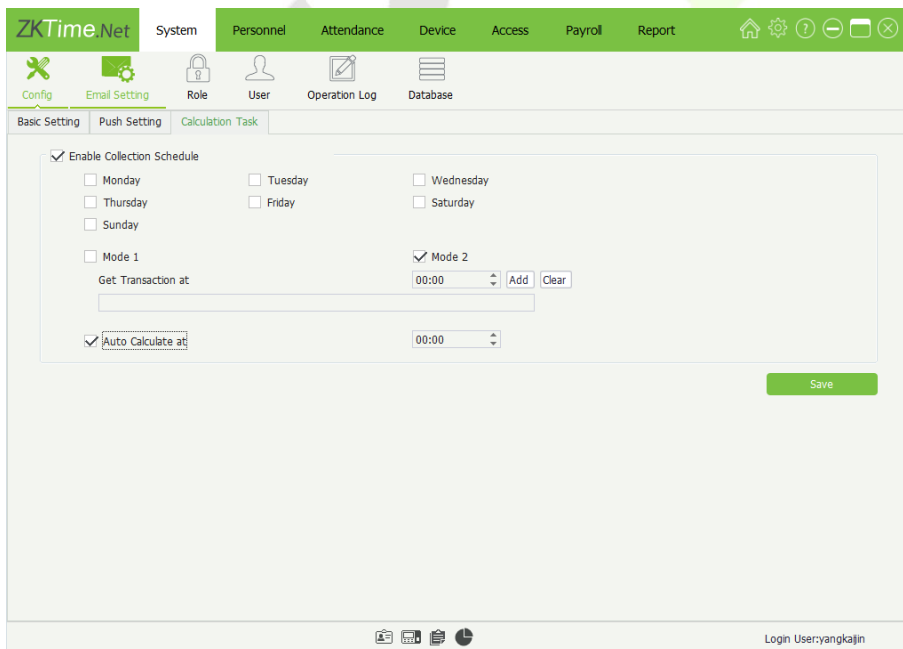 ZKTime.Net System Personnel Attendance Device Access Payroll Report
Config Email Setting Role User Operation Log Database
Basic Setting Push Setting Calculation Task
Enable Collection Schedule
Monday Tuesday Wednesday
Thursday Friday Saturday
Sunday
Mode 1 Mode 2
Get Transaction at 00:00 Add Clear
Auto Calculate at 00:00
Save
Login User:yangkaijin